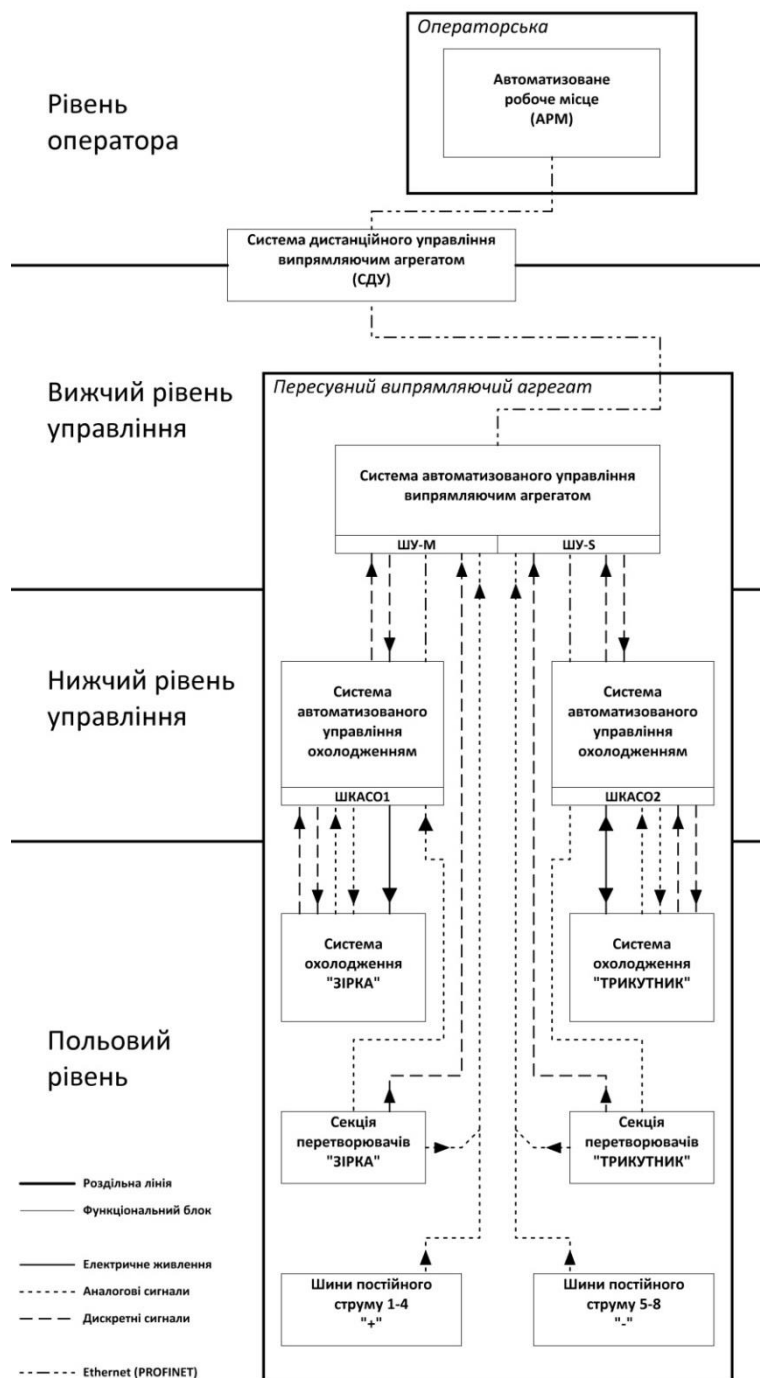 Операторська
Автоматизоване
робоче місце
(АРМ)
Рівень
оператора
Система дистанційного управління
випрямляючим агрегатом
(СДУ)
Вижчий рівень
управління
Пересувний випрямляючий агрегат
Система автоматизованого управління
випрямляючим агрегатом
ШУ-М
ШУ-S
Нижчий рівень
управління
Система
автоматизованого
управління
охолодженням
ШКАСО1
Система
автоматизованого
управління
охолодженням
ШКАСО2
Система
охолодження
"ЗІРКА"
Система
охолодження
"ТРИКУТНИК"
Польовий
рівень
Секція
перетворювачів
"ЗІРКА"
Секція
перетворювачів
"ТРИКУТНИК"
Роздільна лінія
Функціональний блок
Електричне живлення
Аналогові сигнали
Дискретні сигнали
Ethernet (PROFINET)
Шини постійного
струму 1-4
"+"
Шини постійного
струму 5-8
"-"